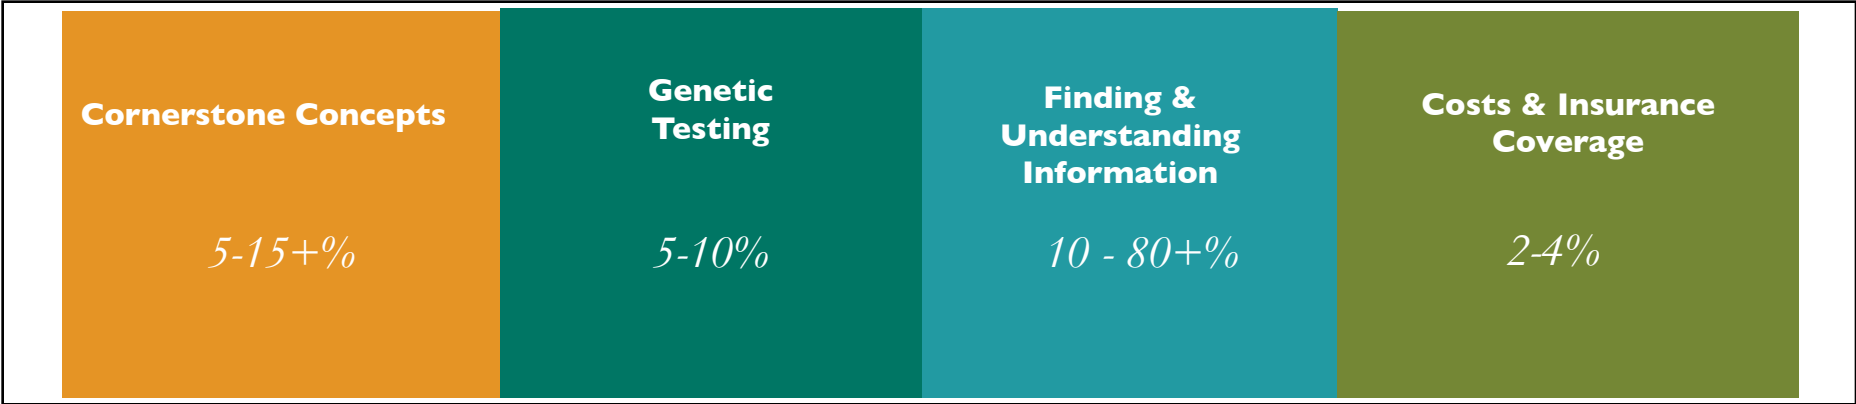 Cornerstone Concepts
5-15+%
Genetic
Testing
5-10%
Finding &
Understanding
Information
10 - 80+%
Costs & Insurance
Coverage
2-4%